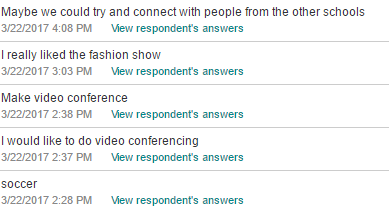 Maybe we could try and connect with people from the other schools
3/22/2017 4:08 PM View respondent's answers
I really liked the fashion show
3/22/2017 3:03 PM View respondent's answers
Make video conference
3/22/2017 2:38 PM View respondent's answers
I would like to do video conferencing
3/22/2017 2:37 PM View respondent's answers
soccer
3/22/2017 2:28 PM View respondent's answers